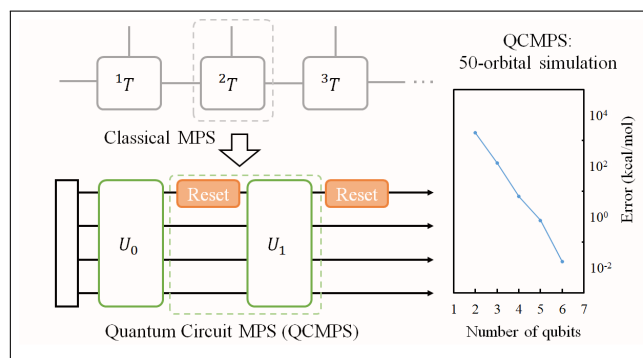 ¹T
²T
³T
...
Classical MPS
Reset
Reset
U₀
U₁
Quantum Circuit MPS (QCMPS)
QCMPS:
50-orbital simulation
10⁴
10²
10⁰
10⁻²
Error (kcal/mol)
1 2 3 4 5 6 7
Number of qubits